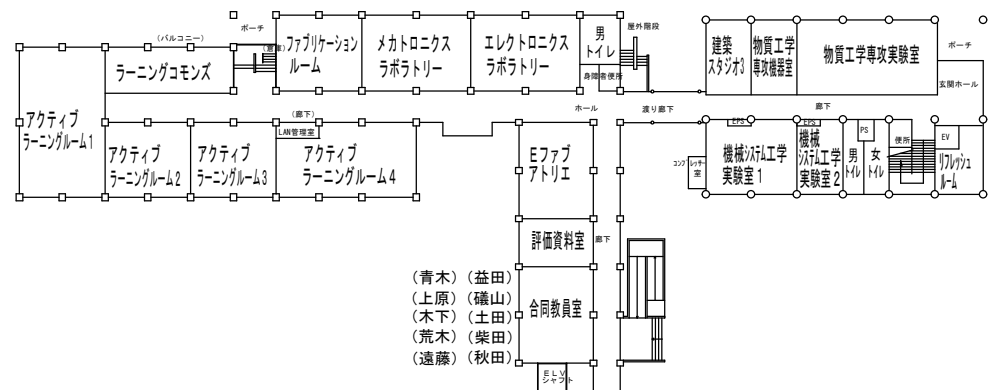 ポーチ
屋外階段
(バルコニー)
(倉庫)
ラーニングコモンズ
ファブリケーション
ルーム
メカトロニクス
ラボラトリー
エレクトロニクス
ラボラトリー
男
トイレ
身障者便所
建築
スタジオ3
物質工学
専攻機器室
物質工学専攻実験室
ポーチ
玄関ホール
アクティブ
ラーニングルーム1
(廊下)
ホール
渡り廊下
廊下
LAN管理室
アクティブ
ラーニングルーム2
アクティブ
ラーニングルーム3
アクティブ
ラーニングルーム4
Eファブ
アトリエ
コンプレッサー
室
EPS
機械システム工学
実験室1
EPS
機械
システム工学
実験室2
男
トイレ
PS
女
トイレ
便所
EV
リフレッシュ
ルーム
評価資料室
廊下
合同教員室
(青木)(益田)
(上原)(礒山)
(木下)(土田)
(荒木)(柴田)
(遠藤)(秋田)
ELV
シャフト